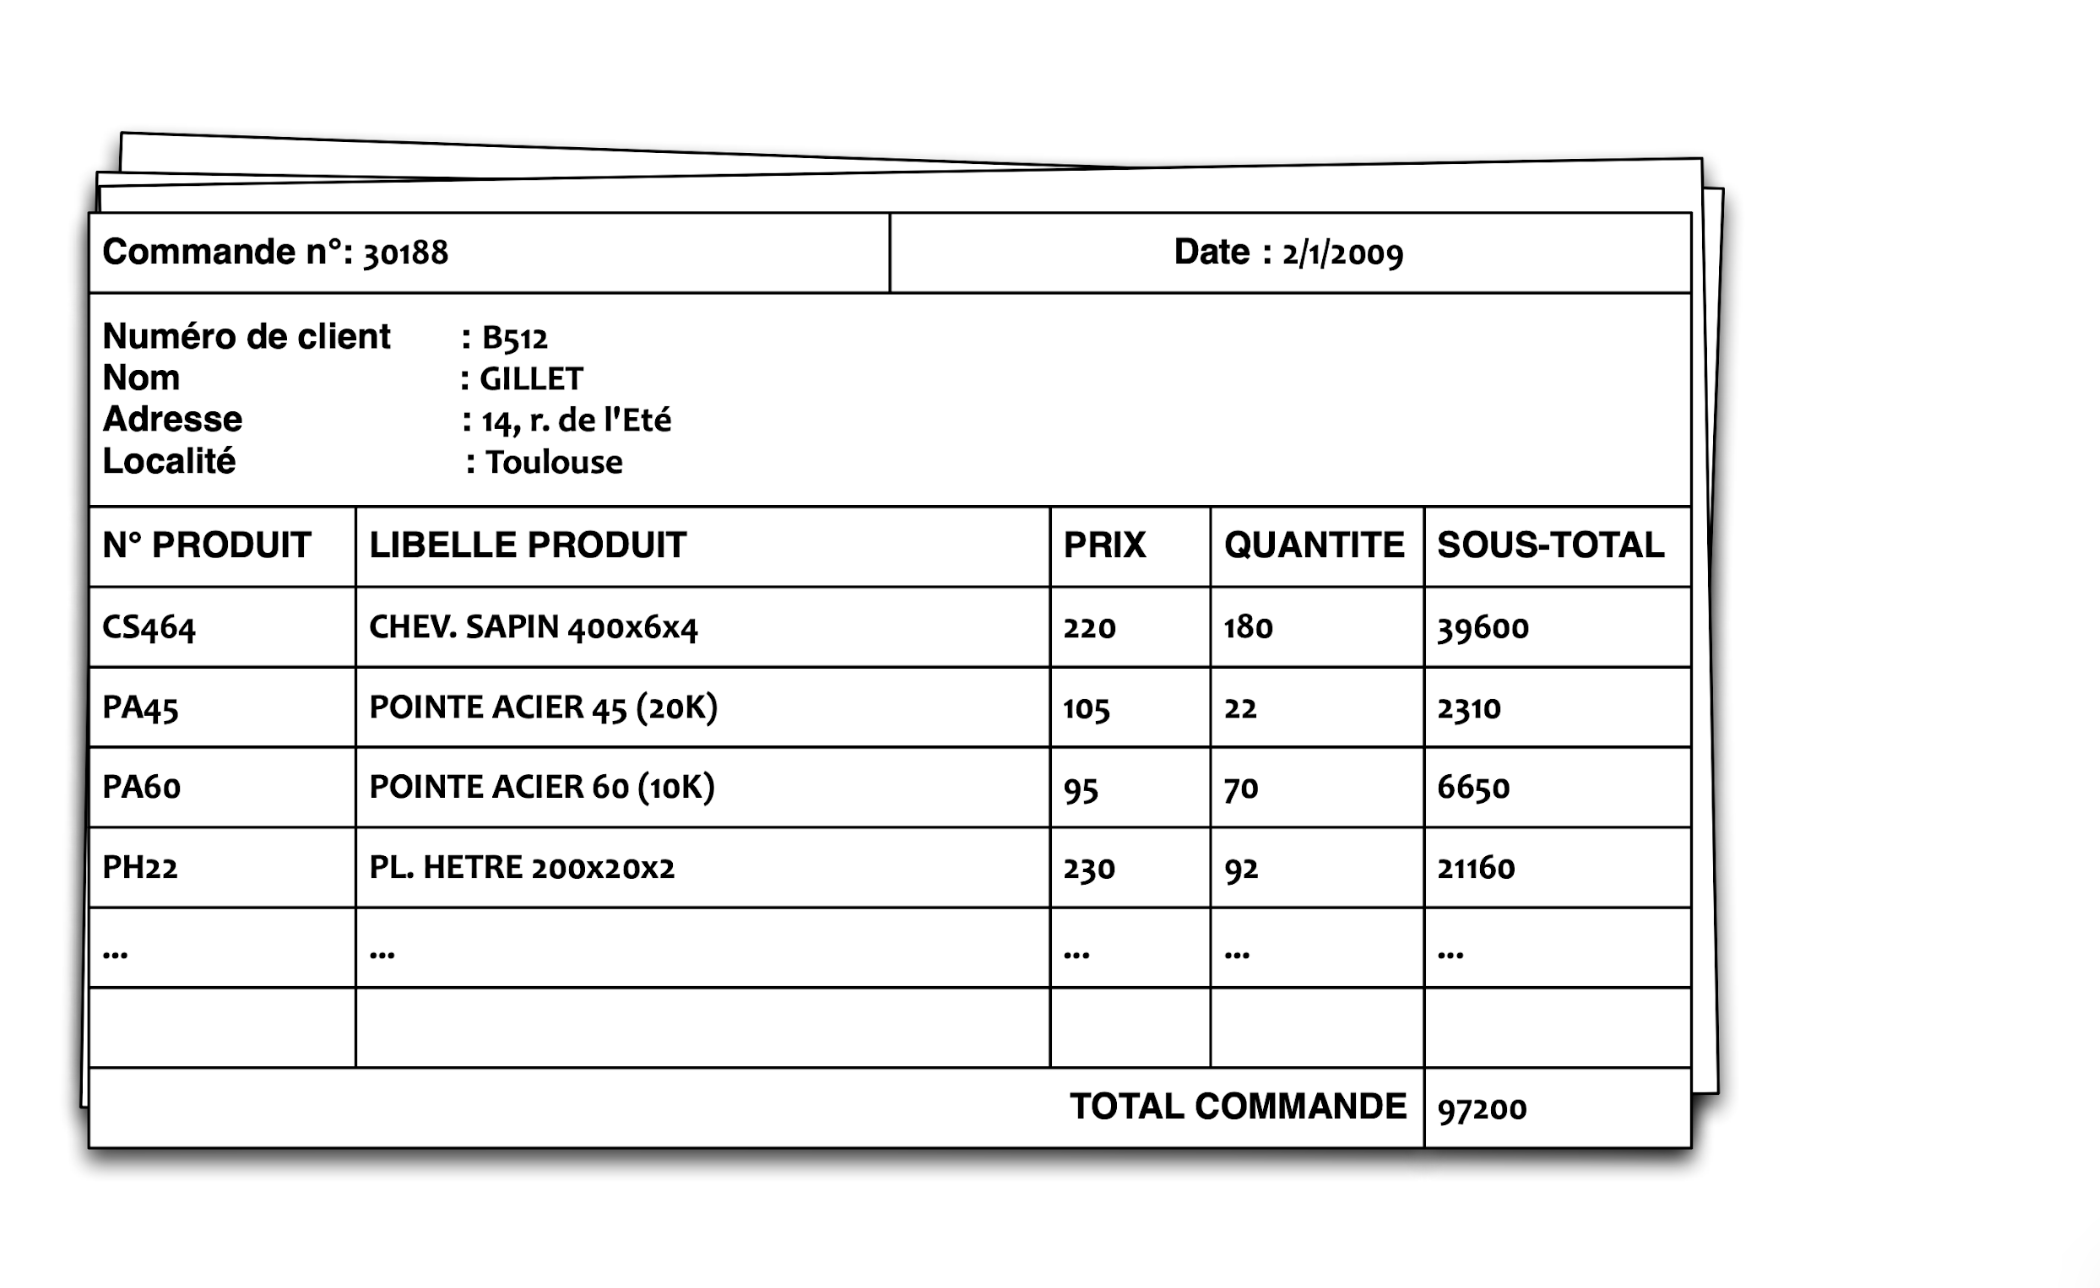 Commande n°: 30188 Date : 2/1/2009
Numéro de client : B512
Nom : GILLET
Adresse : 14, r. de l'Eté
Localité : Toulouse
N° PRODUIT LIBELLE PRODUIT PRIX QUANTITE SOUS-TOTAL
CS464 CHEV. SAPIN 400x6x4 220 180 39600
PA45 POINTE ACIER 45 (20K) 105 22 2310
PA60 POINTE ACIER 60 (10K) 95 70 6650
PH22 PL. HETRE 200x20x2 230 92 21160
... ... ... ... ...
TOTAL COMMANDE 97200